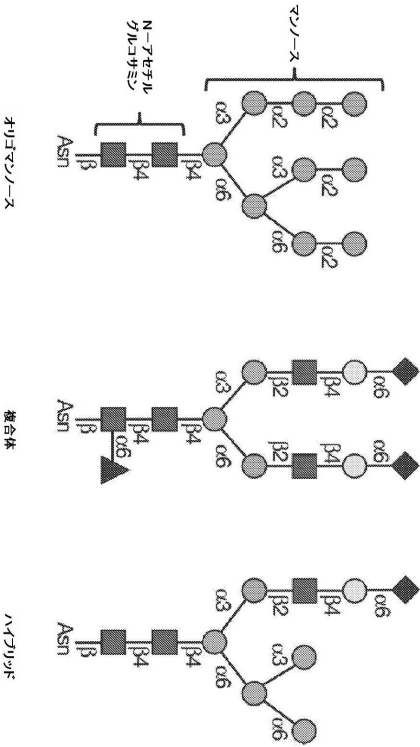 マンノース
N－アセチル
グルコサミン
α2
α2
α3
α2
α3
α2
α6
α6
β4
β4
β
Asn
オリゴマンノース
α6
β4
β2
α3
α6
β4
β2
α6
β4
β4
α6
β
Asn
複合体
α6
β4
β2
α3
α3
α6
α6
β4
β4
β
Asn
ハイブリッド